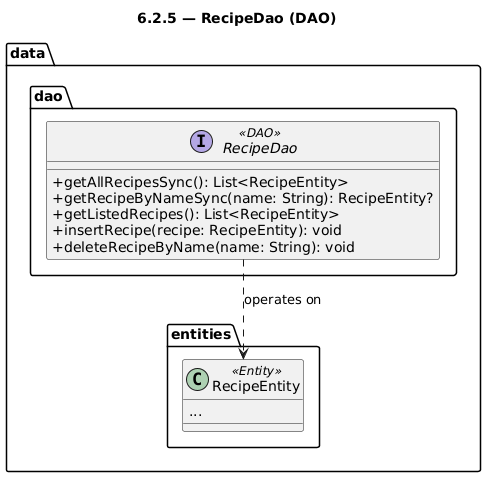 6.2.5 — RecipeDao (DAO)
data
dao
I
«DAO»
RecipeDao
+getAllRecipesSync(): List<RecipeEntity>
+getRecipeByNameSync(name: String): RecipeEntity?
+getListedRecipes(): List<RecipeEntity>
+insertRecipe(recipe: RecipeEntity): void
+deleteRecipeByName(name: String): void
operates on
entities
C
«Entity»
RecipeEntity
...